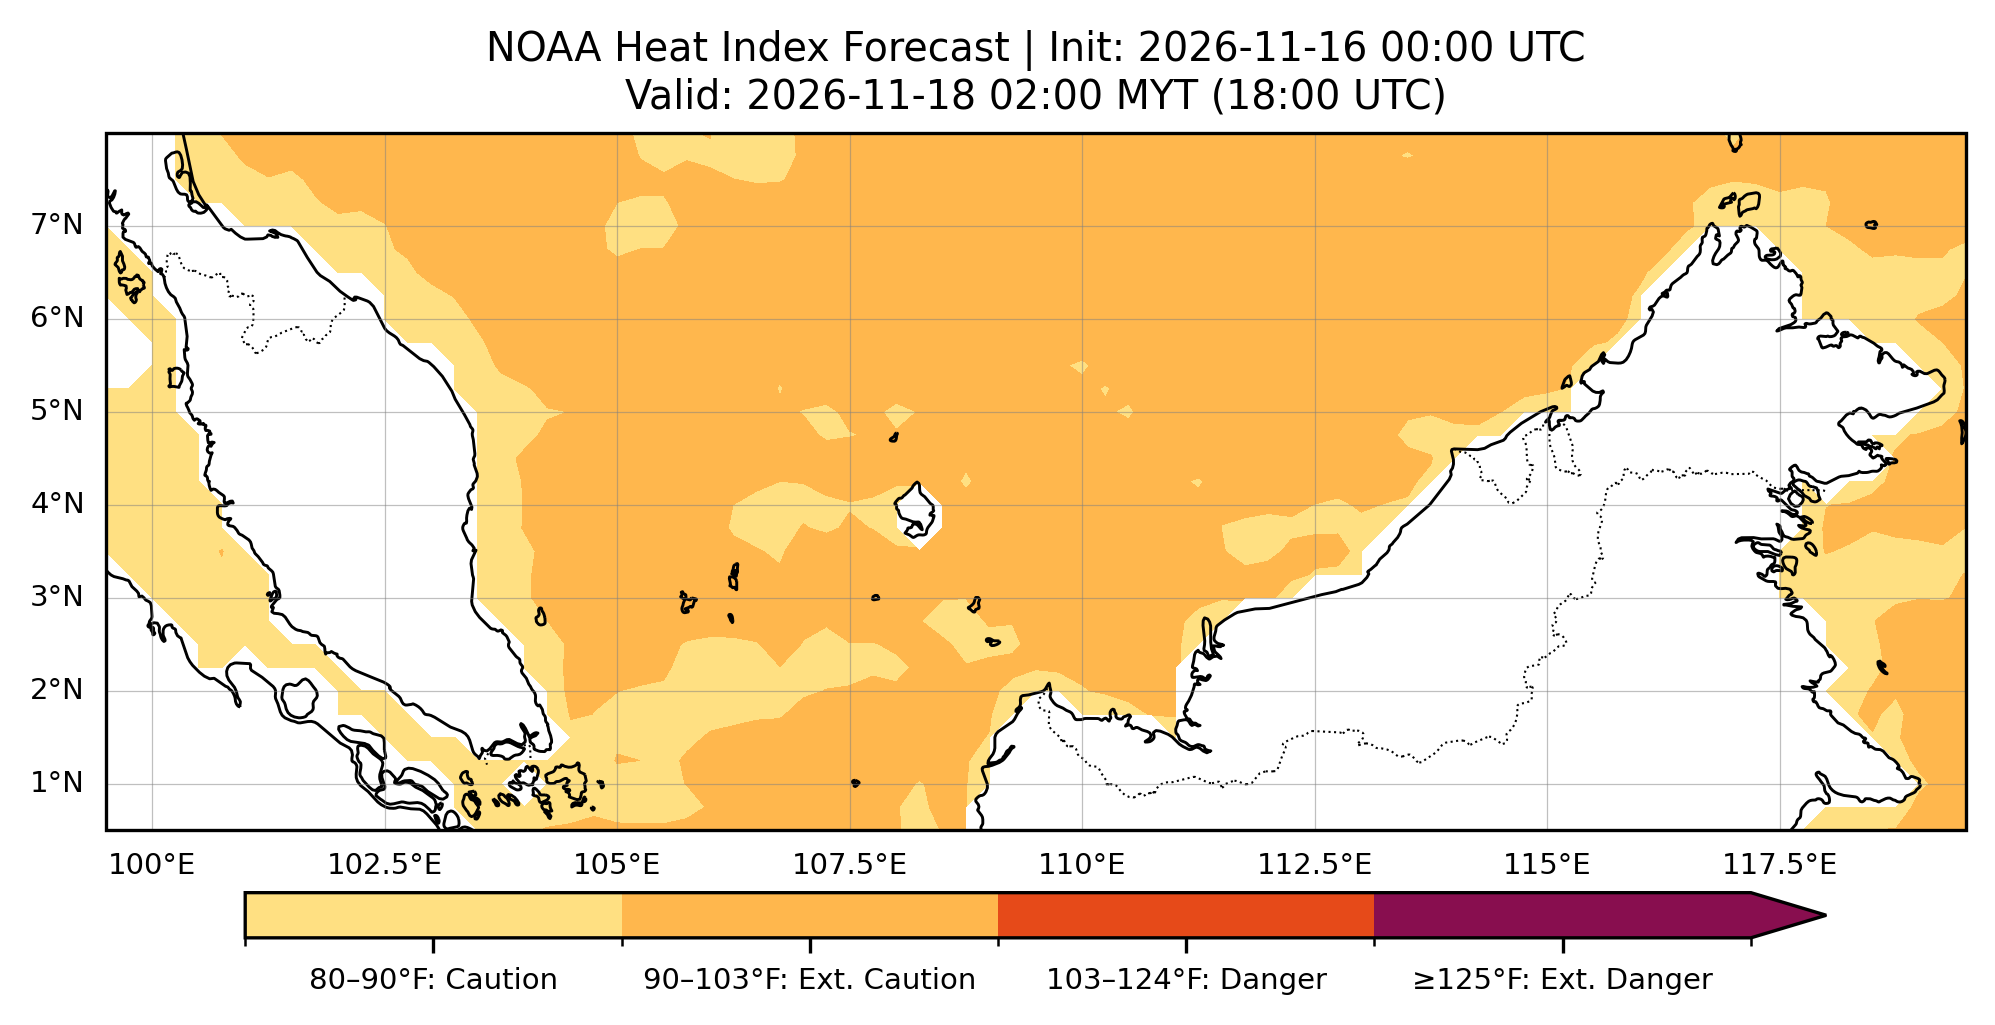 NOAA Heat Index Forecast | Init: 2026-11-16 00:00 UTC
Valid: 2026-11-18 02:00 MYT (18:00 UTC)
7°N
6°N
5°N
4°N
3°N
2°N
1°N
100°E 102.5°E 105°E 107.5°E 110°E 112.5°E 115°E 117.5°E
80–90°F: Caution 90–103°F: Ext. Caution 103–124°F: Danger ≥125°F: Ext. Danger